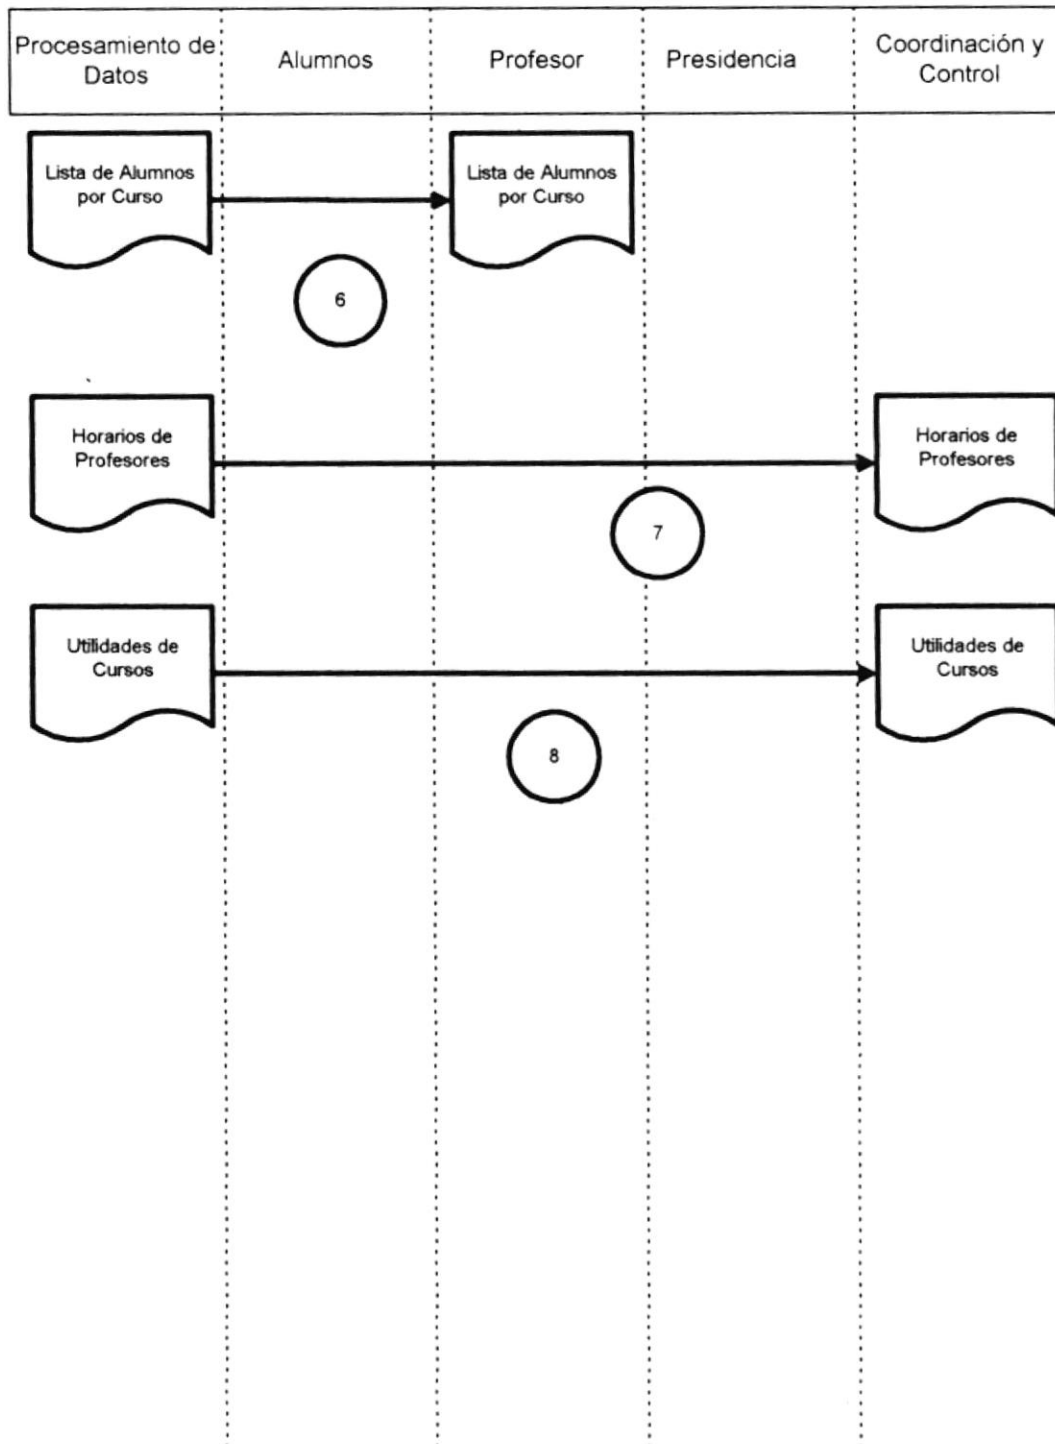 Procesamiento de
Datos
Alumnos
Profesor
Presidencia
Coordinación y
Control
Lista de Alumnos
por Curso
Lista de Alumnos
por Curso
6
Horarios de
Profesores
Horarios de
Profesores
7
Utilidades de
Cursos
Utilidades de
Cursos
8